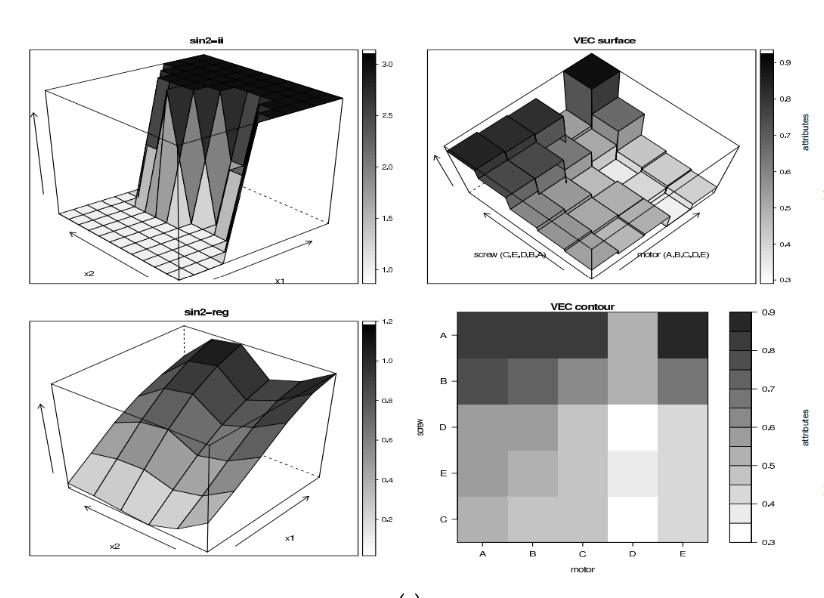 sin2-ii
3.0
2.5
2.0
1.5
1.0
x2
x1
VEC surface
0.9
0.8
0.7
0.6
0.5
0.4
0.3
attributes
screw (C,E,D,B,A)
motor (A,B,C,D,E)
sin2-reg
1.2
1.0
0.8
0.6
0.4
0.2
x2
x1
VEC contour
A
B
D
E
C
screw
A B C D E
motor
0.9
0.8
0.7
0.6
0.5
0.4
0.3
attributes